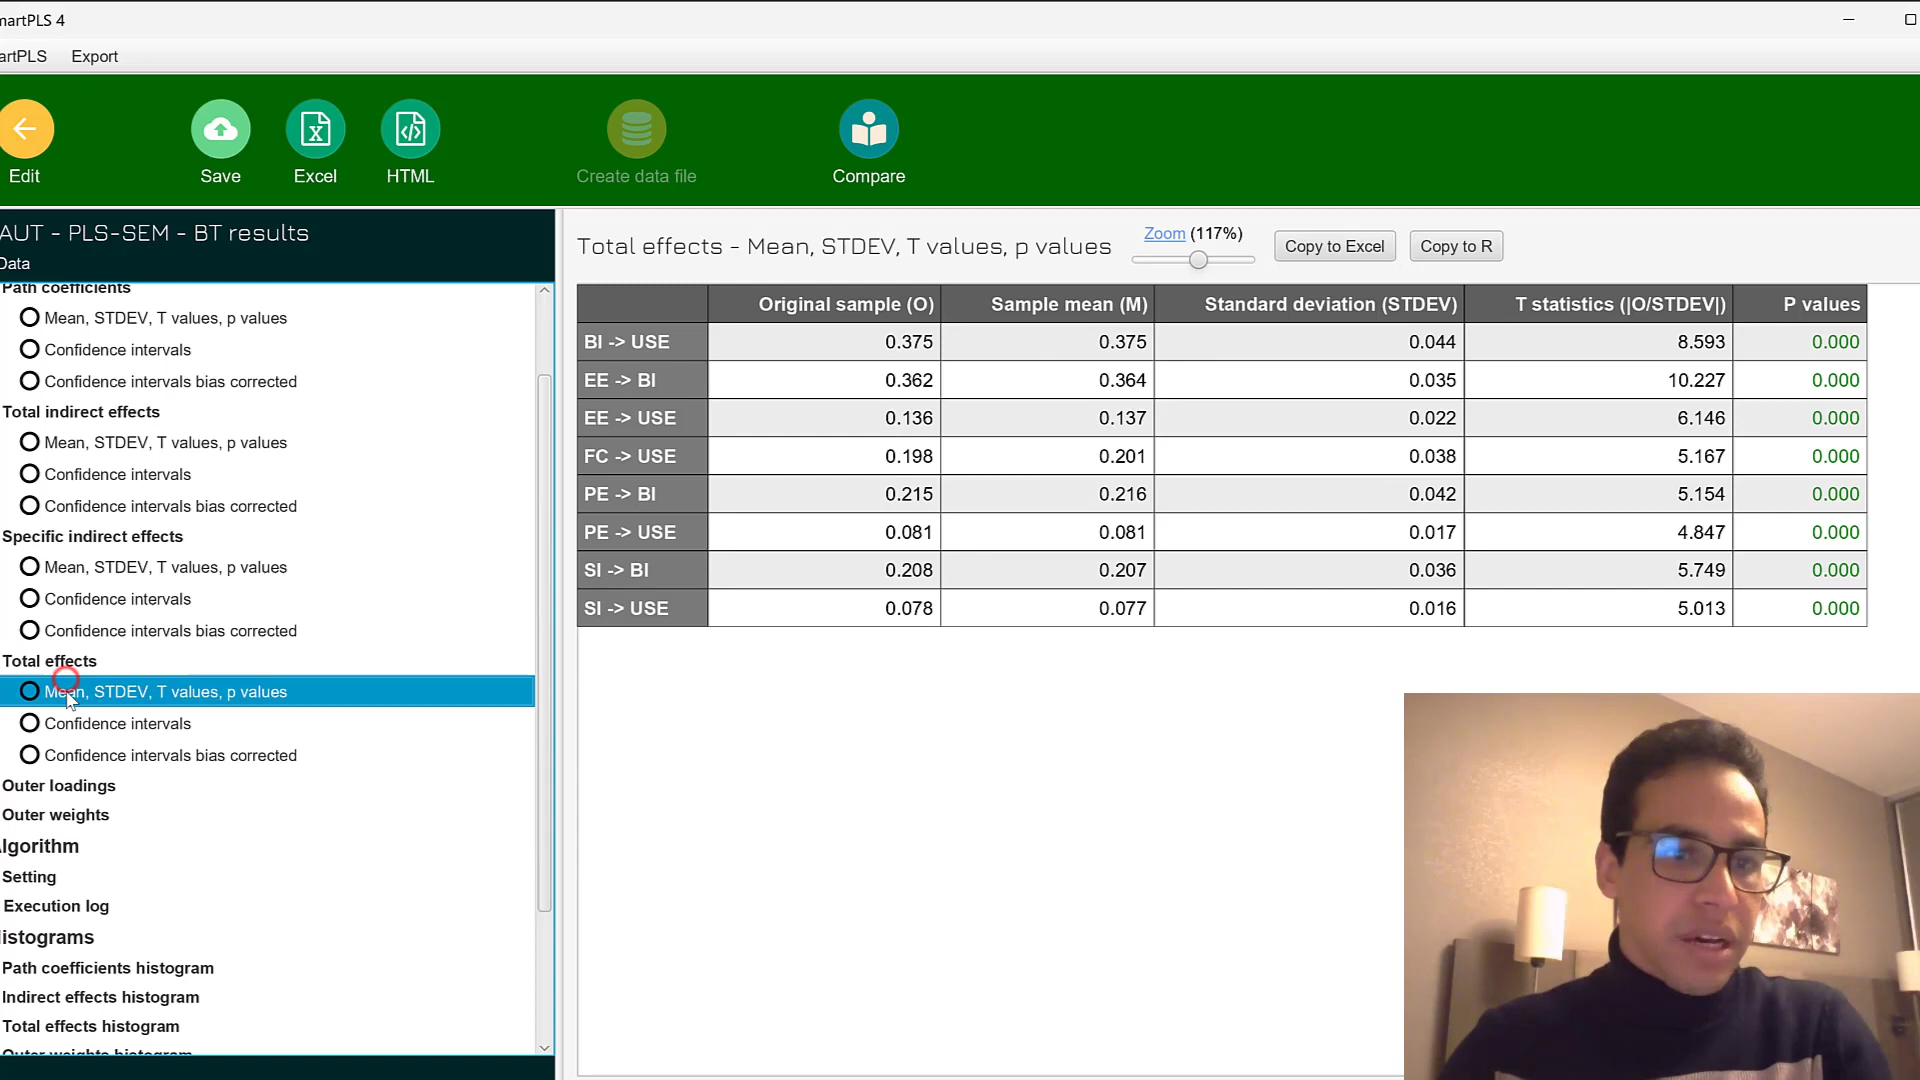 martPLS 4
artPLS Export
Edit Save Excel HTML Create data file Compare
AUT - PLS-SEM - BT results
Data
Path coefficients
Mean, STDEV, T values, p values
Confidence intervals
Confidence intervals bias corrected
Total indirect effects
Mean, STDEV, T values, p values
Confidence intervals
Confidence intervals bias corrected
Specific indirect effects
Mean, STDEV, T values, p values
Confidence intervals
Confidence intervals bias corrected
Total effects
Mean, STDEV, T values, p values
Confidence intervals
Confidence intervals bias corrected
Outer loadings
Outer weights
lgorithm
Setting
Execution log
istograms
Path coefficients histogram
Indirect effects histogram
Total effects histogram
Outer weights histogram
Total effects - Mean, STDEV, T values, p values Zoom (117%) Copy to Excel Copy to R
Original sample (O) Sample mean (M) Standard deviation (STDEV) T statistics (|O/STDEV|) P values
BI -> USE 0.375 0.375 0.044 8.593 0.000
EE -> BI 0.362 0.364 0.035 10.227 0.000
EE -> USE 0.136 0.137 0.022 6.146 0.000
FC -> USE 0.198 0.201 0.038 5.167 0.000
PE -> BI 0.215 0.216 0.042 5.154 0.000
PE -> USE 0.081 0.081 0.017 4.847 0.000
SI -> BI 0.208 0.207 0.036 5.749 0.000
SI -> USE 0.078 0.077 0.016 5.013 0.000